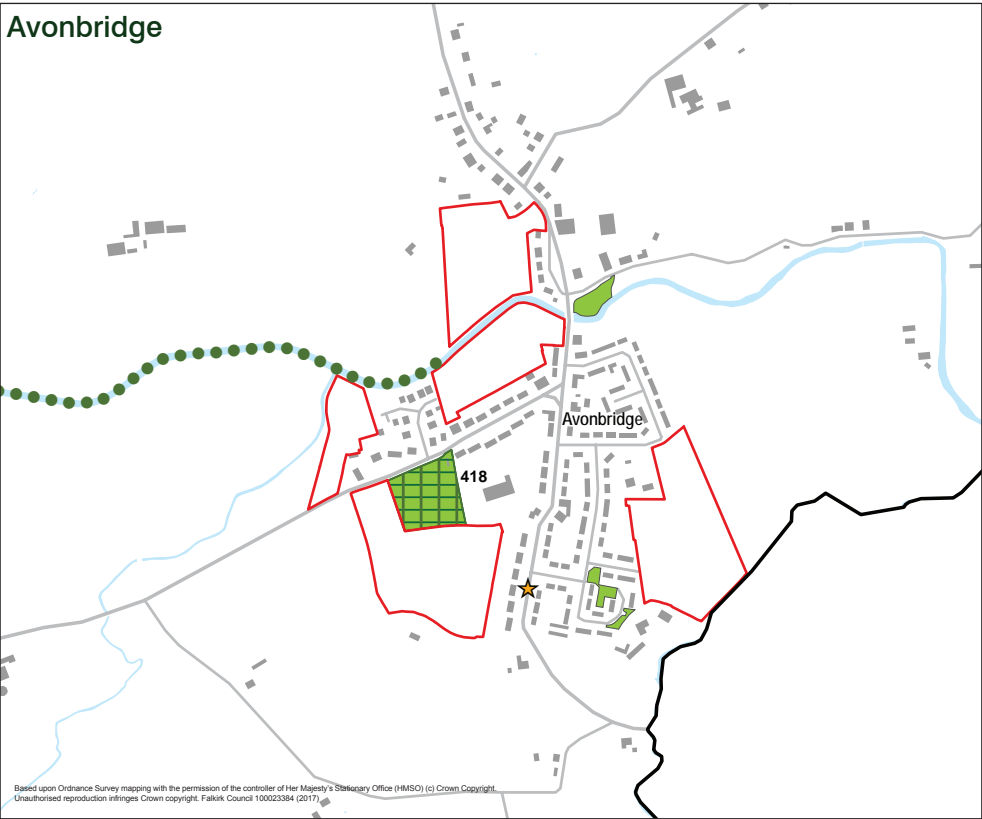 Avonbridge
Avonbridge
418
Based upon Ordnance Survey mapping with the permission of the controller of Her Majesty's Stationary Office (HMSO) (c) Crown Copyright.
Unauthorised reproduction infringes Crown copyright. Falkirk Council 100023384 (2017)